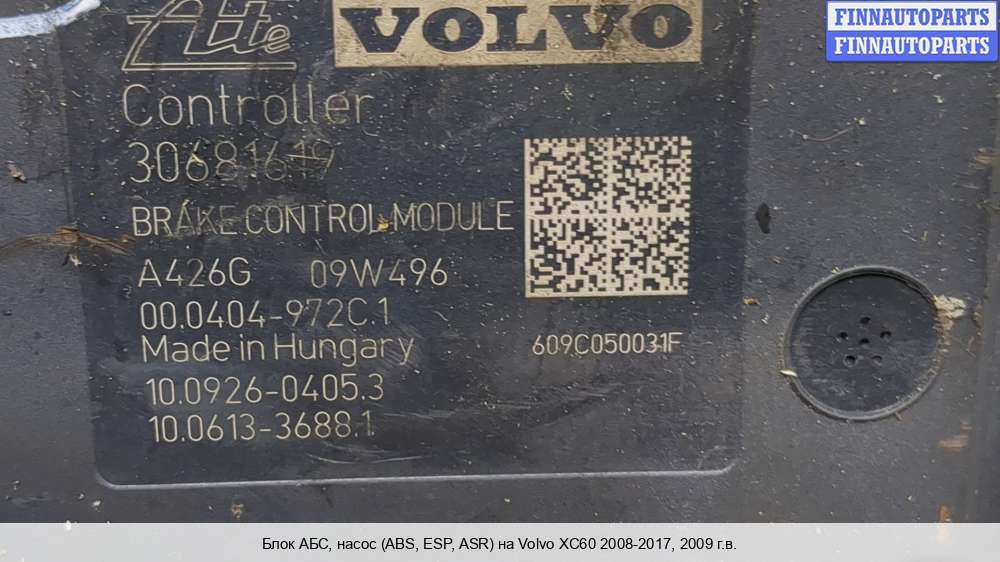 Ate VOLVO
FINNAUTOPARTS
FINNAUTOPARTS
Controller
30681619
BRAKE CONTROL MODULE
A426G 09W496
00.0404-972C.1
Made in Hungary
609C050031F
10.0926-0405.3
10.0613-3688.1
Блок АБС, насос (ABS, ESP, ASR) на Volvo XC60 2008-2017, 2009 г.в.